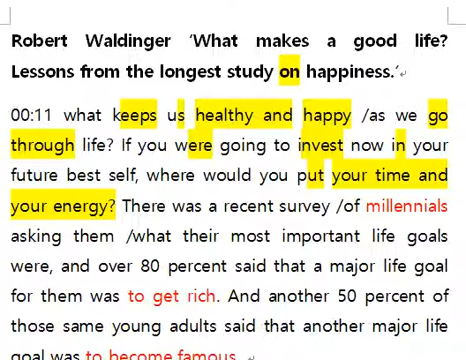 Robert Waldinger ‘What makes a good life?
Lessons from the longest study on happiness.’
00:11 what keeps us healthy and happy /as we go
through life? If you were going to invest now in your
future best self, where would you put your time and
your energy? There was a recent survey /of millennials
asking them /what their most important life goals
were, and over 80 percent said that a major life goal
for them was to get rich. And another 50 percent of
those same young adults said that another major life
goal was to become famous.